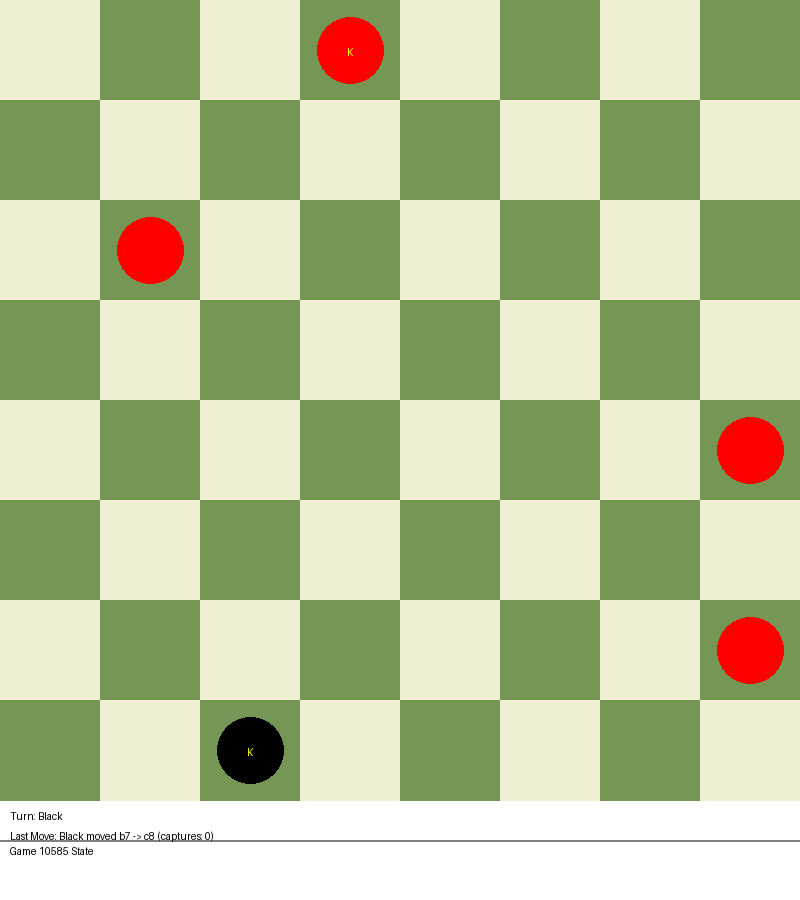 K
K
Turn: Black
Last Move: Black moved b7 -> c8 (captures: 0)
Game 10585 State